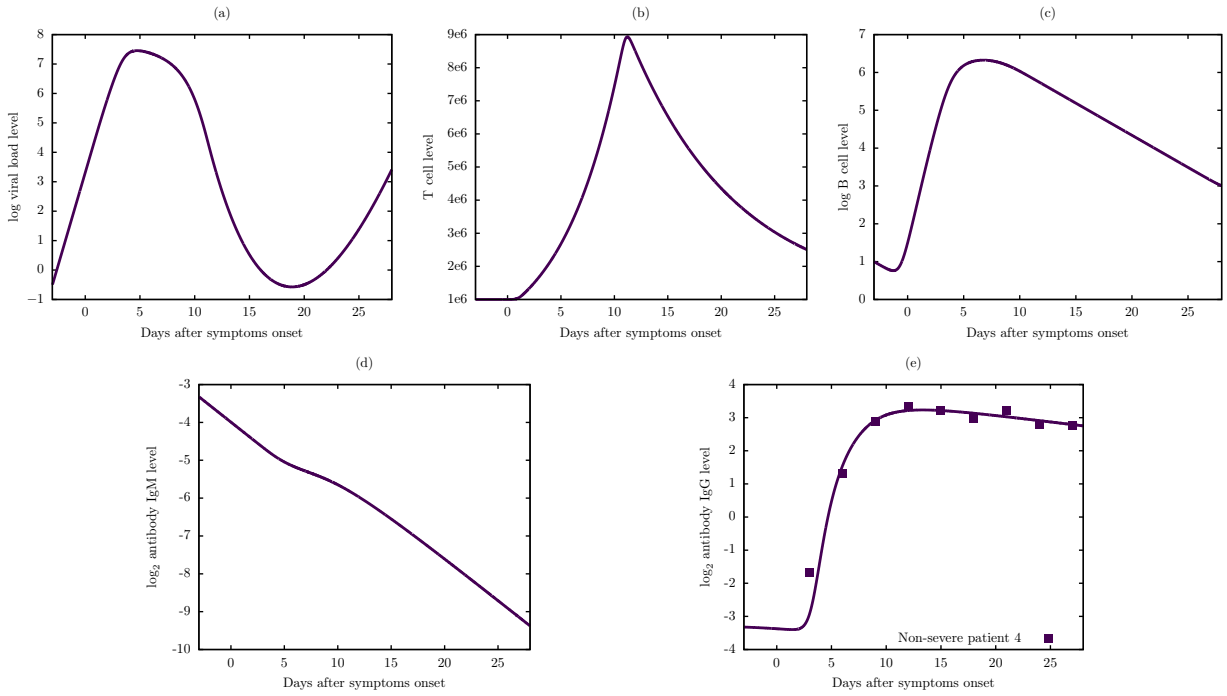 (a)
8
7
6
5
4
3
2
1
0
−1
log viral load level
0 5 10 15 20 25
Days after symptoms onset
(b)
9e6
8e6
7e6
6e6
5e6
4e6
3e6
2e6
1e6
T cell level
0 5 10 15 20 25
Days after symptoms onset
(c)
7
6
5
4
3
2
1
0
log B cell level
0 5 10 15 20 25
Days after symptoms onset
(d)
-3
-4
-5
-6
-7
-8
-9
-10
log₂ antibody IgM level
0 5 10 15 20 25
Days after symptoms onset
(e)
4
3
2
1
0
-1
-2
-3
-4
log₂ antibody IgG level
Non-severe patient 4
0 5 10 15 20 25
Days after symptoms onset